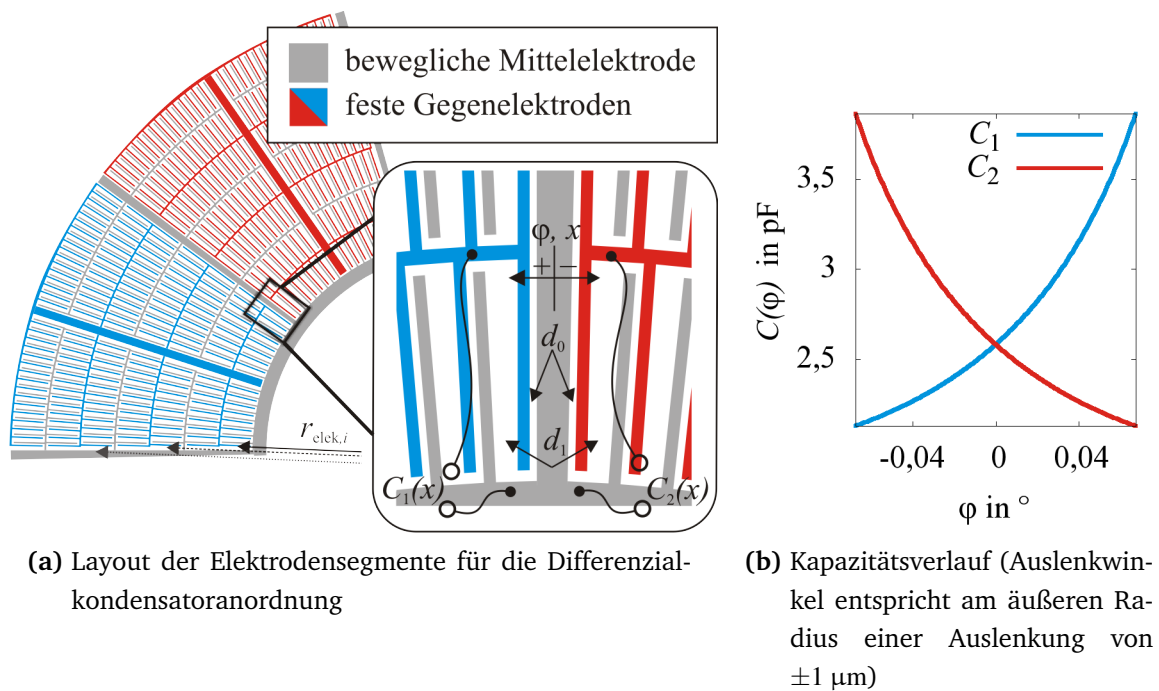 bewegliche Mittelelektrode
feste Gegenelektroden
φ, x
+ −
d₀
d₁
r_elek,i
C₁(x)
C₂(x)
C₁
C₂
3,5
3
2,5
C(φ) in pF
-0,04 0 0,04
φ in °
(a) Layout der Elektrodensegmente für die Differenzial-
kondensatoranordnung
(b) Kapazitätsverlauf (Auslenkwin-
kel entspricht am äußeren Ra-
dius einer Auslenkung von
±1 µm)